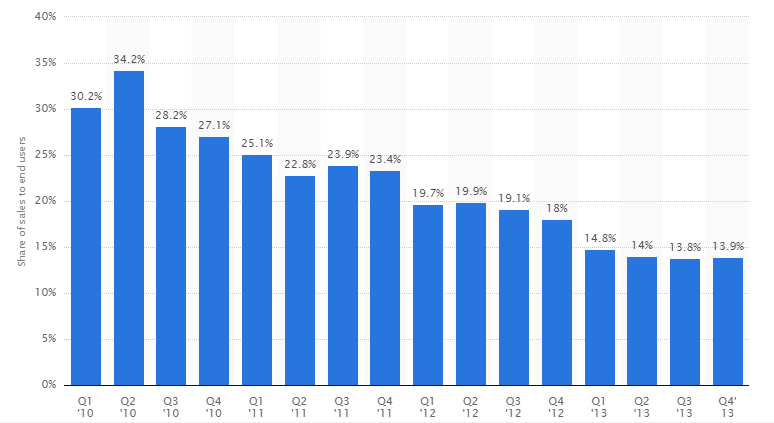 40%
35%
30%
25%
20%
15%
10%
5%
0%
Share of sales to end users
30.2%
34.2%
28.2%
27.1%
25.1%
22.8%
23.9%
23.4%
19.7%
19.9%
19.1%
18%
14.8%
14%
13.8%
13.9%
Q1
'10
Q2
'10
Q3
'10
Q4
'10
Q1
'11
Q2
'11
Q3
'11
Q4
'11
Q1
'12
Q2
'12
Q3
'12
Q4
'12
Q1
'13
Q2
'13
Q3
'13
Q4'
13